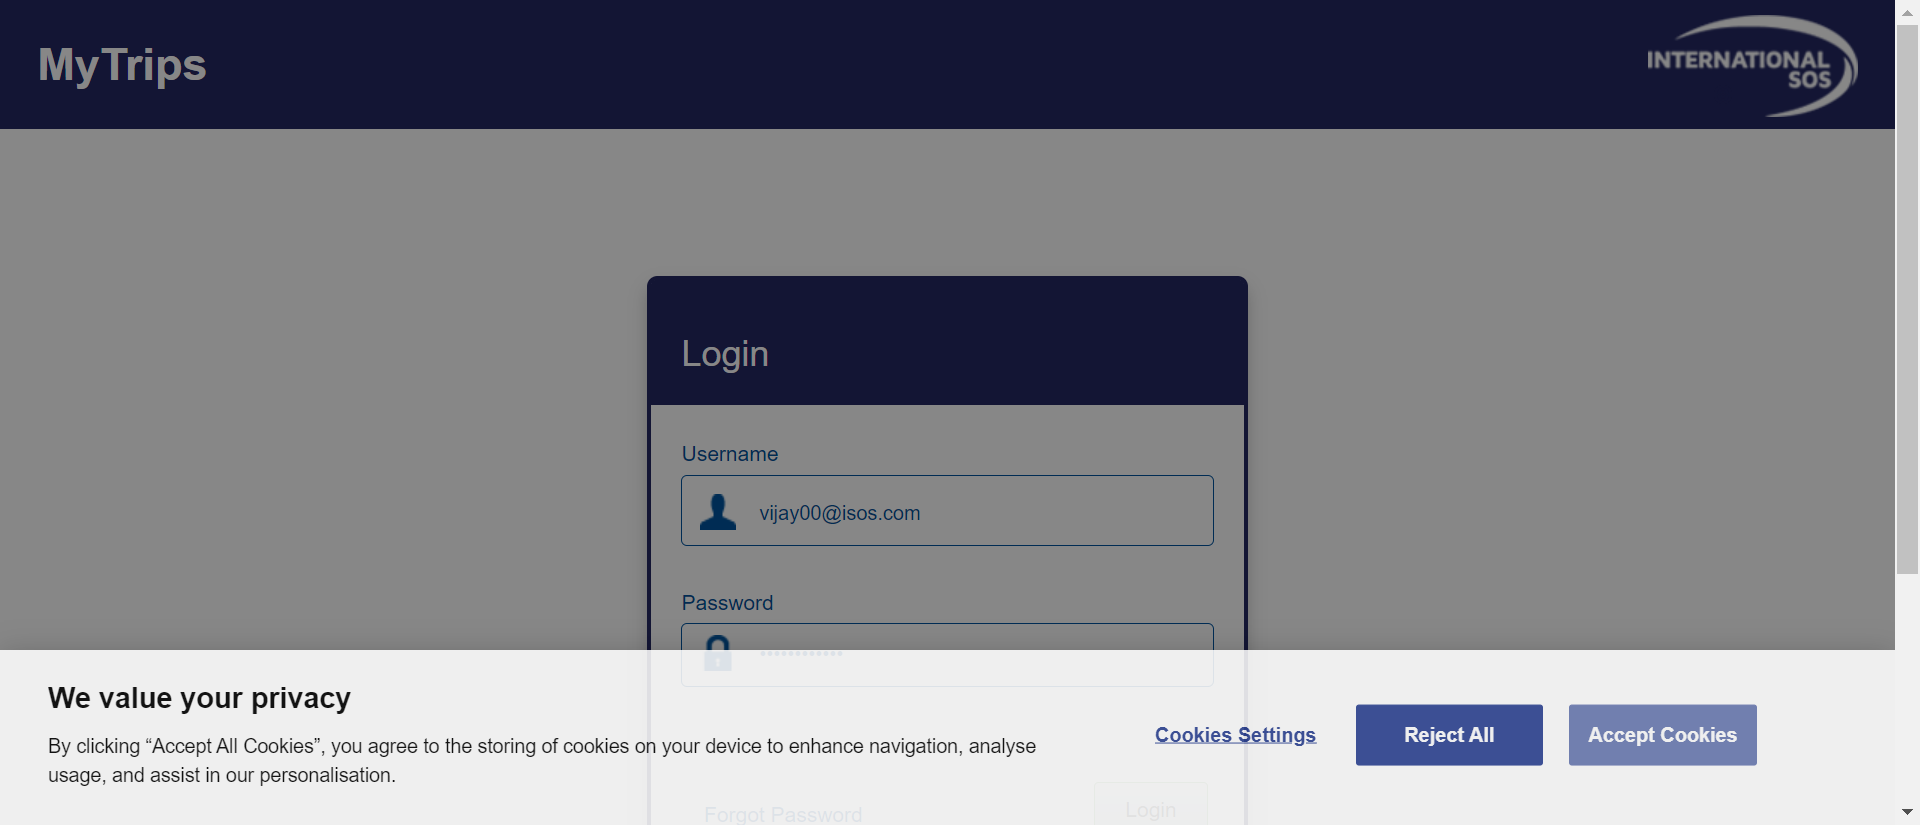 MyTrips
INTERNATIONAL
SOS
Login
Username
vijay00@isos.com
Password
We value your privacy
By clicking “Accept All Cookies”, you agree to the storing of cookies on your device to enhance navigation, analyse
usage, and assist in our personalisation.
Cookies Settings
Reject All
Accept Cookies
Forgot Password
Login